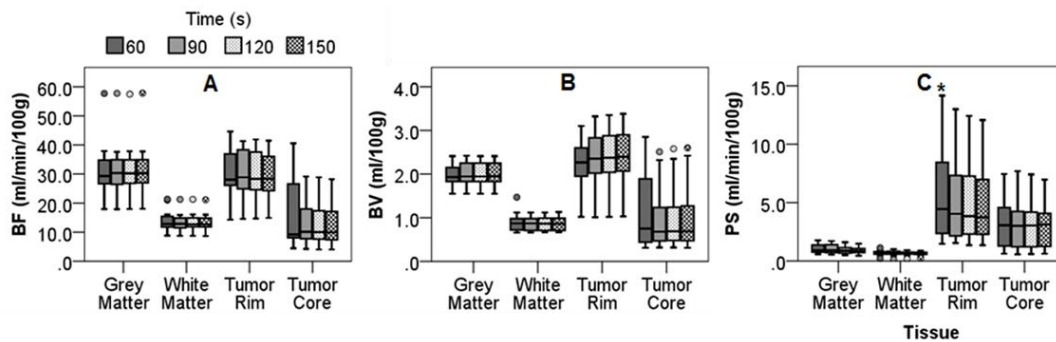 Time (s)
60 90 120 150
A
BF (ml/min/100g)
60.0
50.0
40.0
30.0
20.0
10.0
.0
Grey Matter
White Matter
Tumor Rim
Tumor Core
B
BV (ml/100g)
4.0
3.0
2.0
1.0
.0
Grey Matter
White Matter
Tumor Rim
Tumor Core
C
*
PS (ml/min/100g)
15.0
10.0
5.0
.0
Grey Matter
White Matter
Tumor Rim
Tumor Core
Tissue